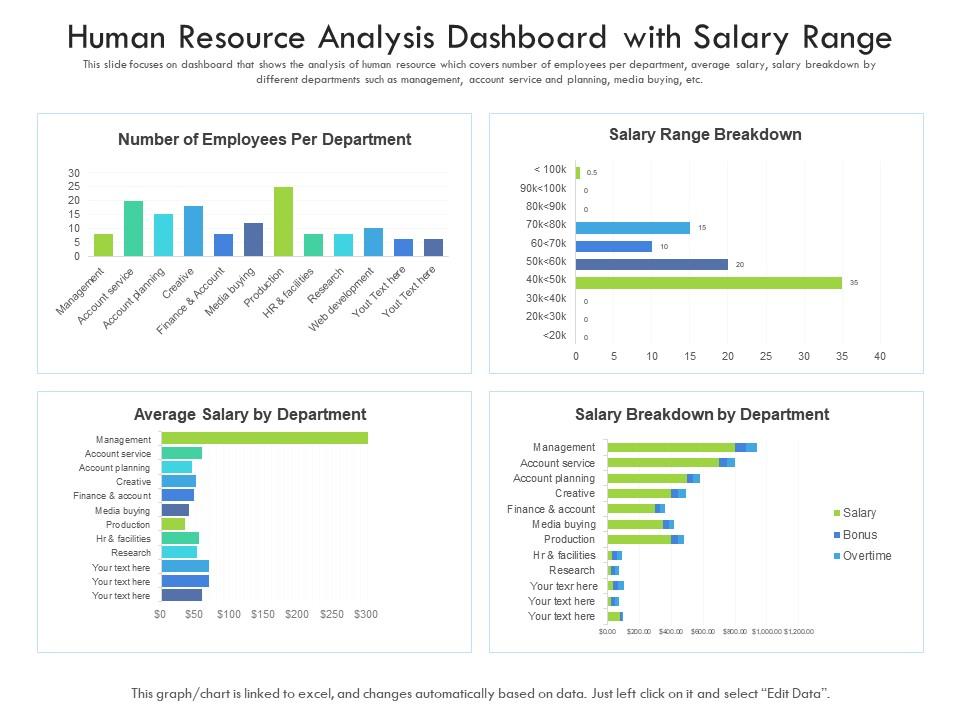 Human Resource Analysis Dashboard with Salary Range
This slide focuses on dashboard that shows the analysis of human resource which covers number of employees per department, average salary, salary breakdown by
different departments such as management, account service and planning, media buying, etc.
Number of Employees Per Department
30
25
20
15
10
5
0
Management
Account service
Account planning
Creative
Finance & Account
Media buying
Production
HR & facilities
Research
Web development
Yout Text here
Yout Text here
Salary Range Breakdown
< 100k
0.5
90k<100k
0
80k<90k
0
70k<80k
15
60<70k
10
50k<60k
20
40k<50k
35
30k<40k
0
20k<30k
0
<20k
0
0 5 10 15 20 25 30 35 40
Average Salary by Department
Management
Account service
Account planning
Creative
Finance & account
Media buying
Production
Hr & facilities
Research
Your text here
Your text here
Your text here
$0 $50 $100 $150 $200 $250 $300
Salary Breakdown by Department
Management
Account service
Account planning
Creative
Finance & account
Media buying
Production
Hr & facilities
Research
Your text here
Your text here
Your text here
$0.00 $200.00 $400.00 $600.00 $800.00 $1,000.00 $1,200.00
Salary
Bonus
Overtime
This graph/chart is linked to excel, and changes automatically based on data. Just left click on it and select “Edit Data”.